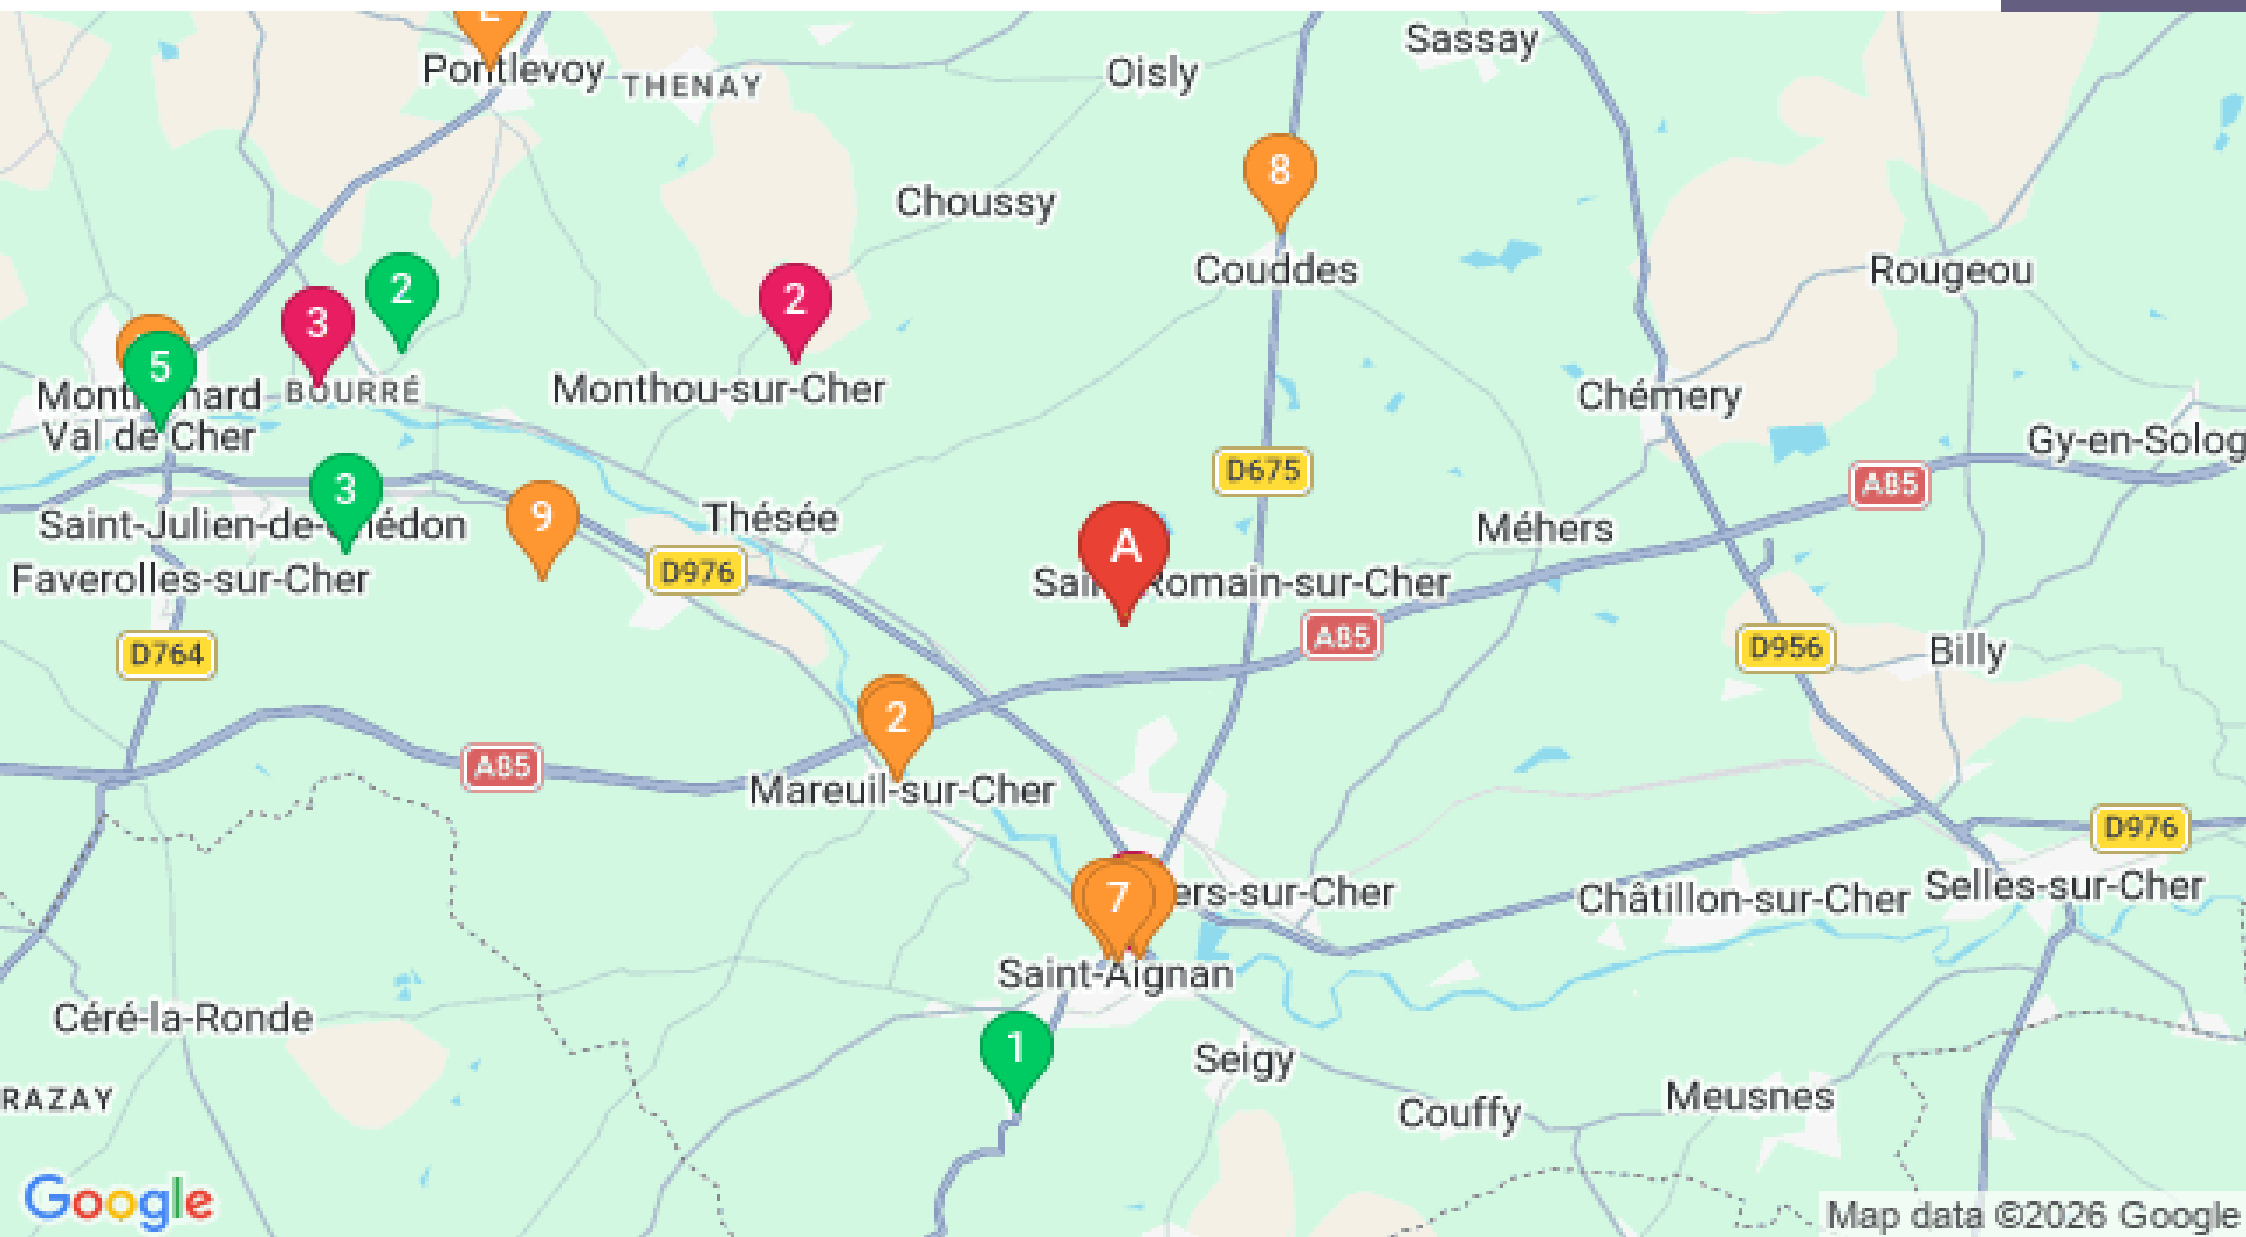 Sassay
Pontlevoy
THENAY
Oisly
8
Choussy
Couddes
Rougeou
2
3
2
5
Monthou-sur-Cher
BOURRÉ
Chémery
Val de Cher
Gy-en-Solog
D675
A85
3
9
Thésée
Méhers
A
Faverolles-sur-Cher
D976
A85
D764
D956
Billy
2
A85
Mareuil-sur-Cher
D976
7
ers-sur-Cher
Châtillon-sur-Cher
Selles-sur-Cher
Saint-Aignan
Céré-la-Ronde
1
Seigy
RAZAY
Couffy
Meusnes
Google
Map data ©2026 Google